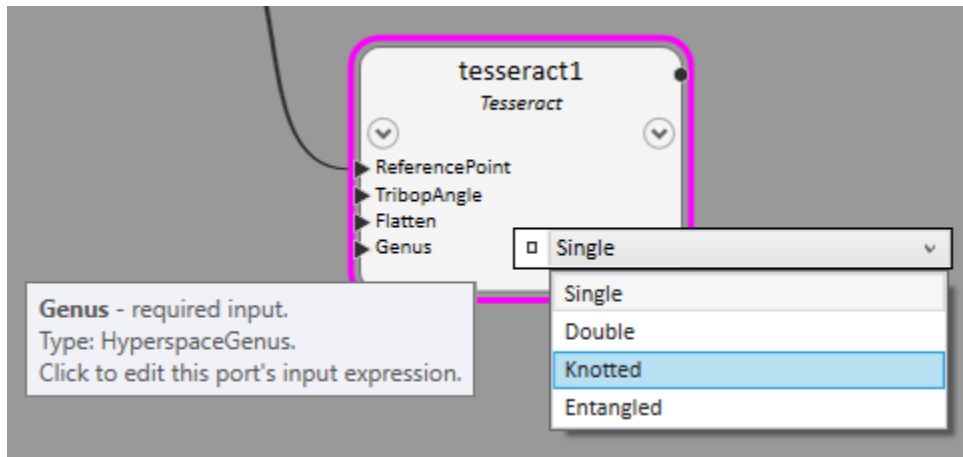 tesseract1
Tesseract
ReferencePoint
TribopAngle
Flatten
Genus
Single
Single
Double
Knotted
Entangled
Genus - required input.
Type: HyperspaceGenus.
Click to edit this port's input expression.